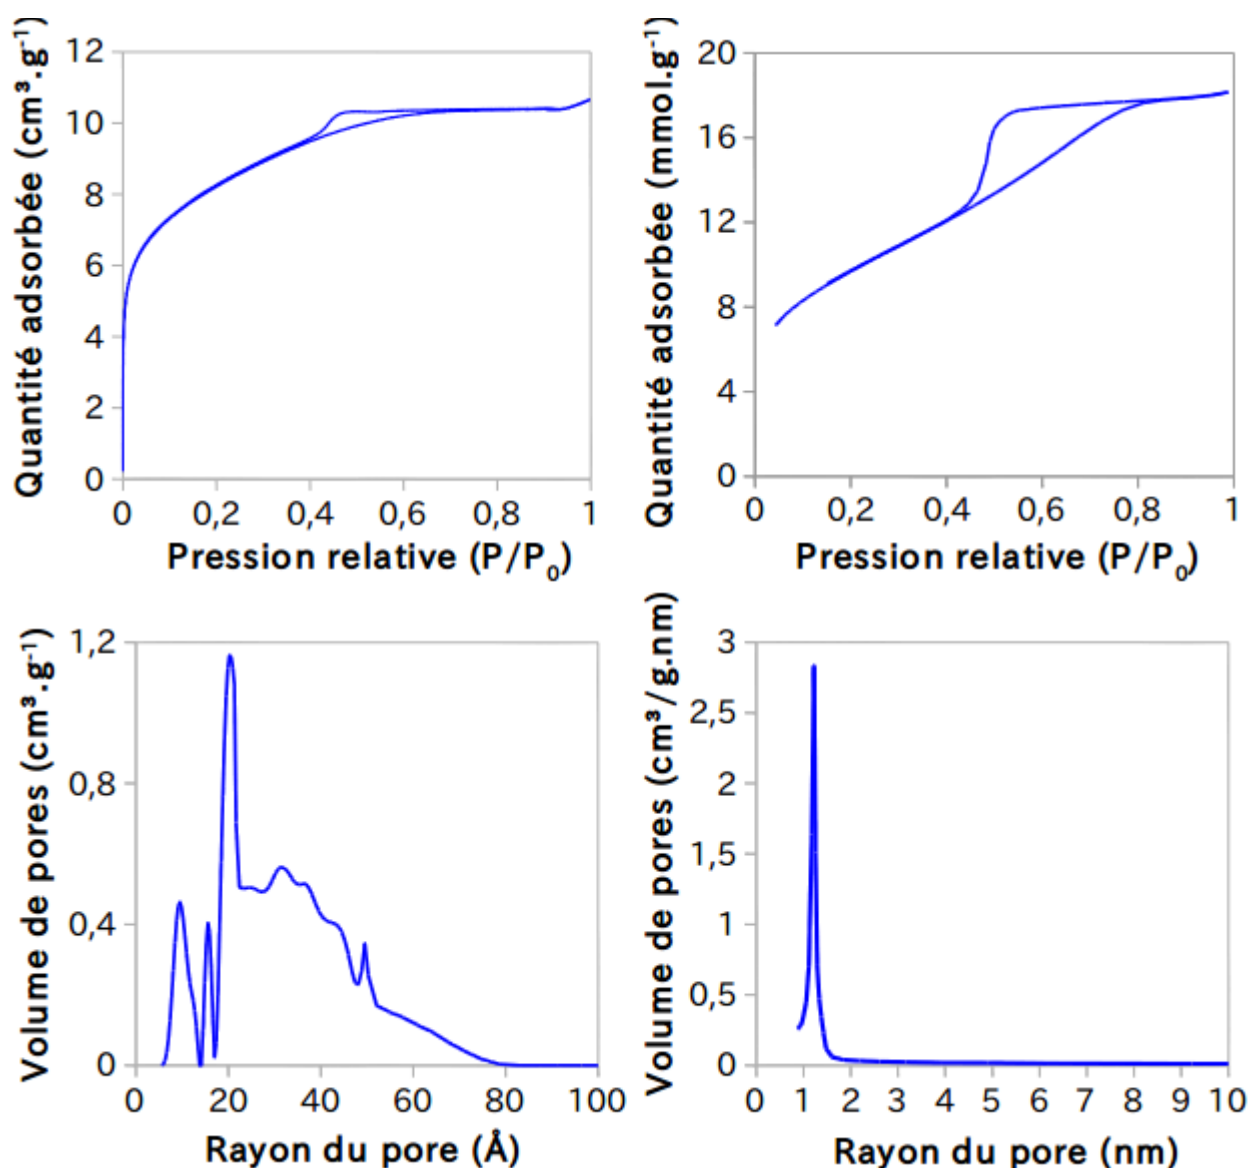 Quantité adsorbée (cm³.g⁻¹)
12
10
8
6
4
2
0
0 0,2 0,4 0,6 0,8 1
Pression relative (P/P₀)
Quantité adsorbée (mmol.g⁻¹)
20
16
12
8
4
0
0 0,2 0,4 0,6 0,8 1
Pression relative (P/P₀)
Volume de pores (cm³.g⁻¹)
1,2
0,8
0,4
0
0 20 40 60 80 100
Rayon du pore (Å)
Volume de pores (cm³/g.nm)
3
2,5
2
1,5
1
0,5
0
0 1 2 3 4 5 6 7 8 9 10
Rayon du pore (nm)